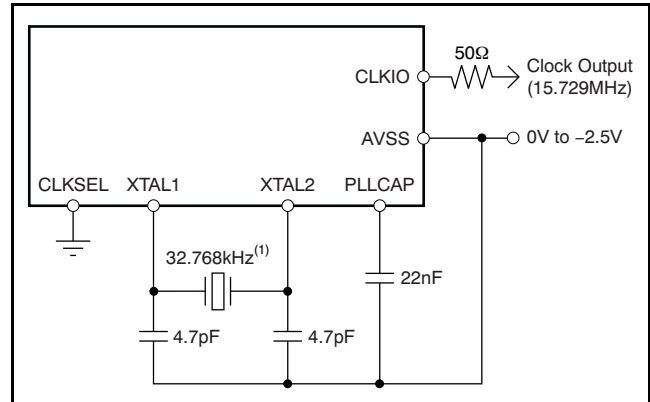 50Ω
CLKIO
Clock Output
(15.729MHz)
AVSS
0V to −2.5V
CLKSEL XTAL1 XTAL2 PLLCAP
32.768kHz(1)
22nF
4.7pF 4.7pF